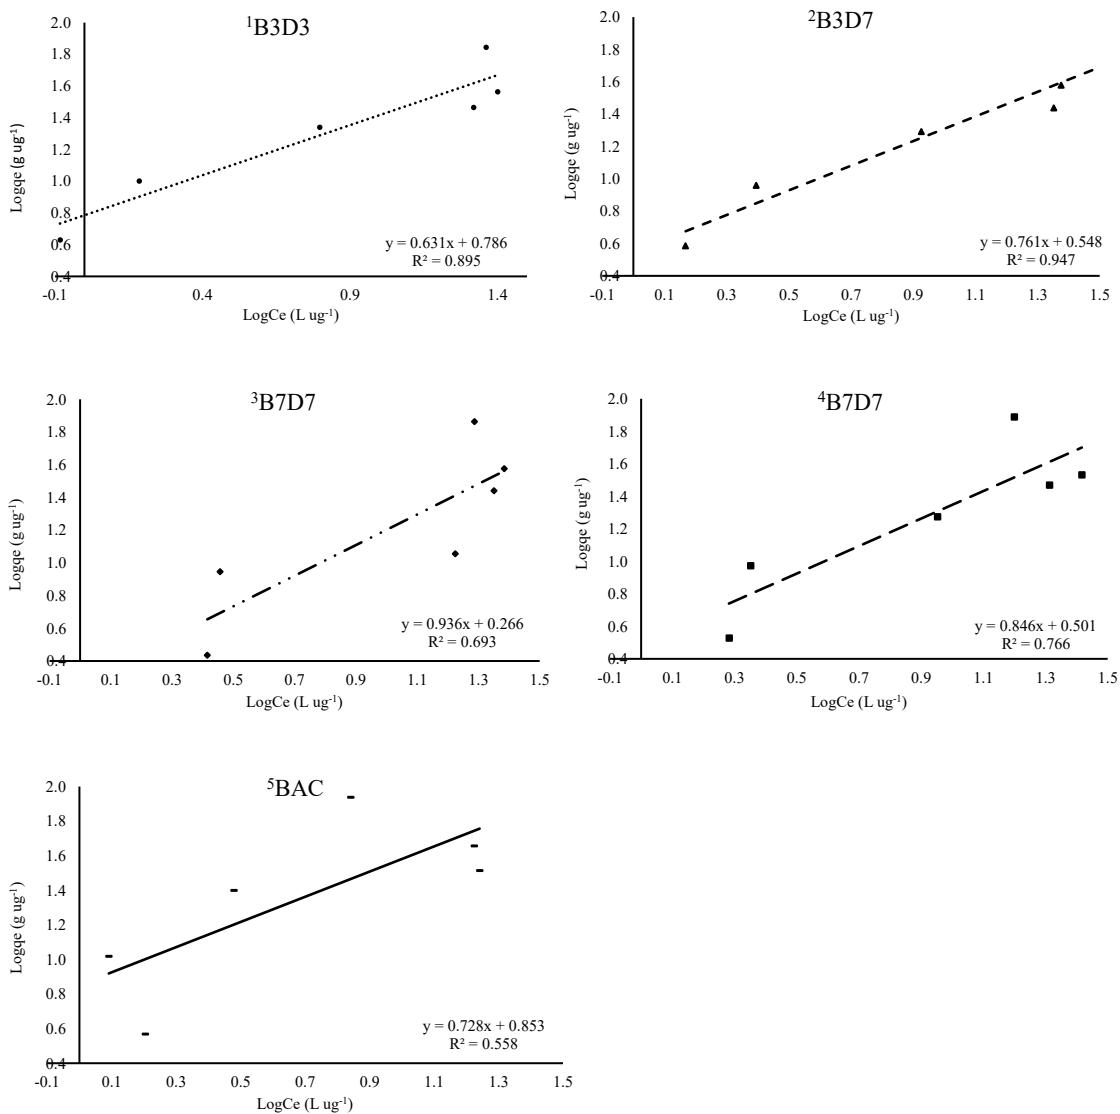 ¹B3D3
2.0
1.8
1.6
1.4
1.2
1.0
0.8
0.6
0.4
Logqe (g ug⁻¹)
y = 0.631x + 0.786
R² = 0.895
-0.1 0.4 0.9 1.4
LogCe (L ug⁻¹)
²B3D7
2.0
1.8
1.6
1.4
1.2
1.0
0.8
0.6
0.4
Logqe (g ug⁻¹)
y = 0.761x + 0.548
R² = 0.947
-0.1 0.1 0.3 0.5 0.7 0.9 1.1 1.3 1.5
LogCe (L ug⁻¹)
³B7D7
2.0
1.8
1.6
1.4
1.2
1.0
0.8
0.6
0.4
Logqe (g ug⁻¹)
y = 0.936x + 0.266
R² = 0.693
-0.1 0.1 0.3 0.5 0.7 0.9 1.1 1.3 1.5
LogCe (L ug⁻¹)
⁴B7D7
2.0
1.8
1.6
1.4
1.2
1.0
0.8
0.6
0.4
Logqe (g ug⁻¹)
y = 0.846x + 0.501
R² = 0.766
-0.1 0.1 0.3 0.5 0.7 0.9 1.1 1.3 1.5
LogCe (L ug⁻¹)
⁵BAC
2.0
1.8
1.6
1.4
1.2
1.0
0.8
0.6
0.4
Logqe (g ug⁻¹)
y = 0.728x + 0.853
R² = 0.558
-0.1 0.1 0.3 0.5 0.7 0.9 1.1 1.3 1.5
LogCe (L ug⁻¹)